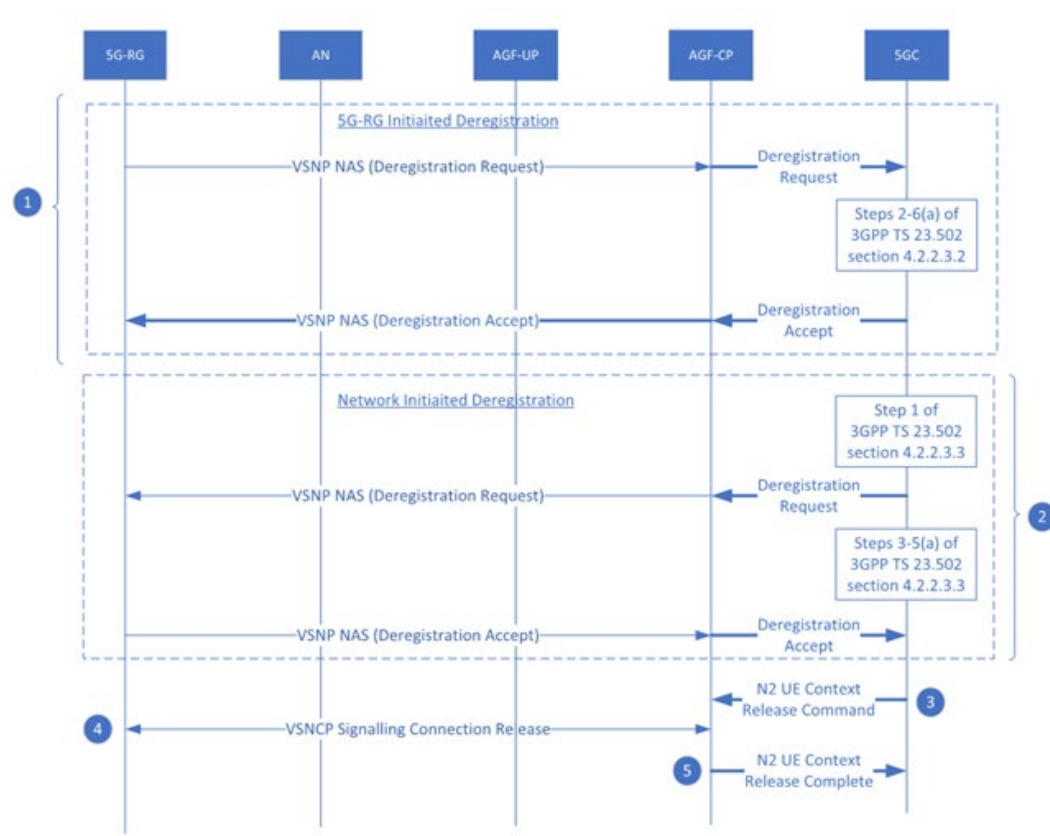 5G-RG
AN
AGF-UP
AGF-CP
5GC
5G-RG Initiaited Deregistration
VSNP NAS (Deregistration Request)
Deregistration
Request
1
Steps 2-6(a) of
3GPP TS 23.502
section 4.2.2.3.2
VSNP NAS (Deregistration Accept)
Deregistration
Accept
Network Initiaited Deregistration
Step 1 of
3GPP TS 23.502
section 4.2.2.3.3
VSNP NAS (Deregistration Request)
Deregistration
Request
2
Steps 3-5(a) of
3GPP TS 23.502
section 4.2.2.3.3
VSNP NAS (Deregistration Accept)
Deregistration
Accept
N2 UE Context
Release Command
3
4
VSNCP Signalling Connection Release
5
N2 UE Context
Release Complete